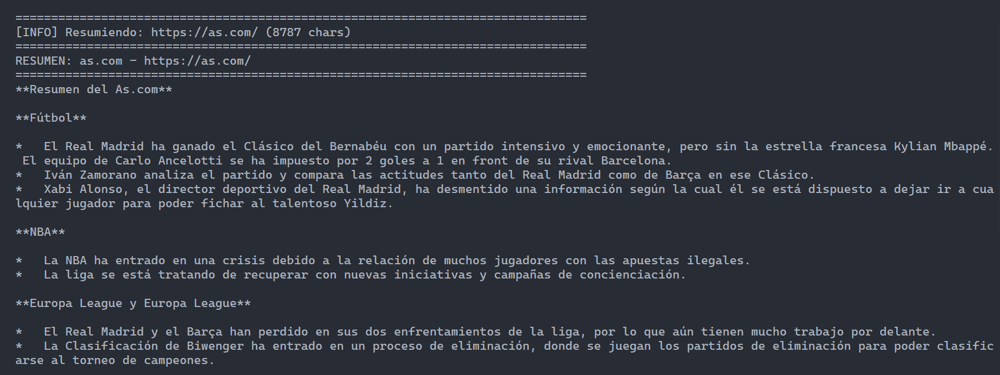 ================================================================================
[INFO] Resumiendo: https://as.com/ (8787 chars)
================================================================================
RESUMEN: as.com — https://as.com/
================================================================================
**Resumen del As.com**
**Fútbol**
*   El Real Madrid ha ganado el Clásico del Bernabéu con un partido intensivo y emocionante, pero sin la estrella francesa Kylian Mbappé.
 El equipo de Carlo Ancelotti se ha impuesto por 2 goles a 1 en front de su rival Barcelona.
*   Iván Zamorano analiza el partido y compara las actitudes tanto del Real Madrid como de Barça en ese Clásico.
*   Xabi Alonso, el director deportivo del Real Madrid, ha desmentido una información según la cual él se está dispuesto a dejar ir a cua
lquier jugador para poder fichar al talentoso Yildiz.
**NBA**
*   La NBA ha entrado en una crisis debido a la relación de muchos jugadores con las apuestas ilegales.
*   La liga se está tratando de recuperar con nuevas iniciativas y campañas de concienciación.
**Europa League y Europa League**
*   El Real Madrid y el Barça han perdido en sus dos enfrentamientos de la liga, por lo que aún tienen mucho trabajo por delante.
*   La Clasificación de Biwenger ha entrado en un proceso de eliminación, donde se juegan los partidos de eliminación para poder clasific
arse al torneo de campeones.